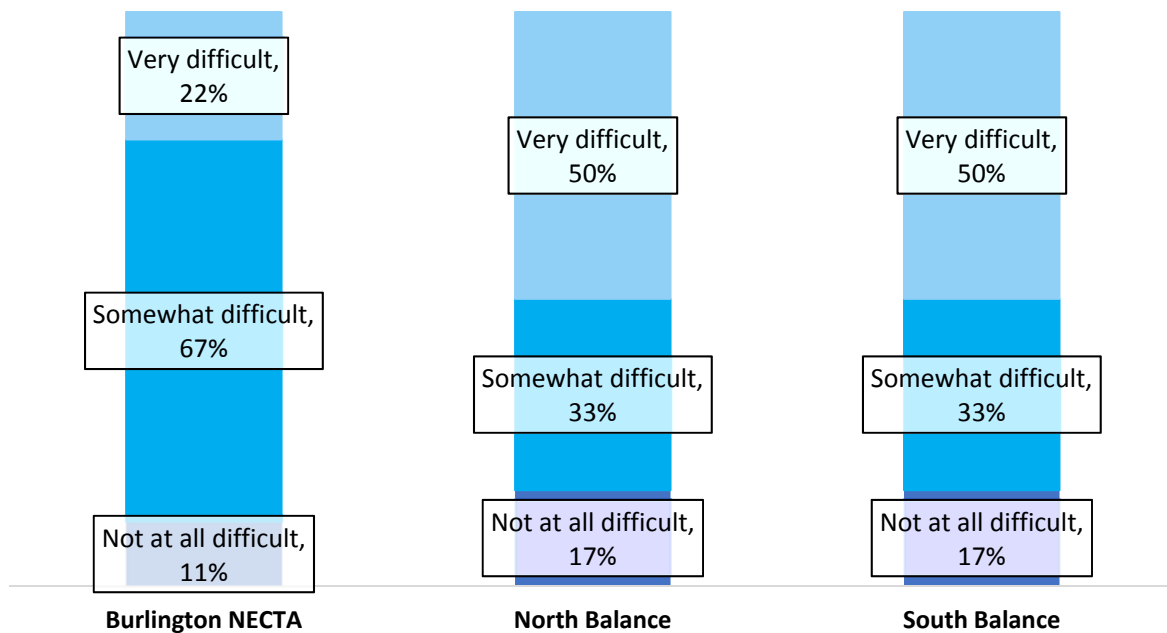 Very difficult,
22%
Somewhat difficult,
67%
Not at all difficult,
11%
Burlington NECTA
Very difficult,
50%
Somewhat difficult,
33%
Not at all difficult,
17%
North Balance
Very difficult,
50%
Somewhat difficult,
33%
Not at all difficult,
17%
South Balance